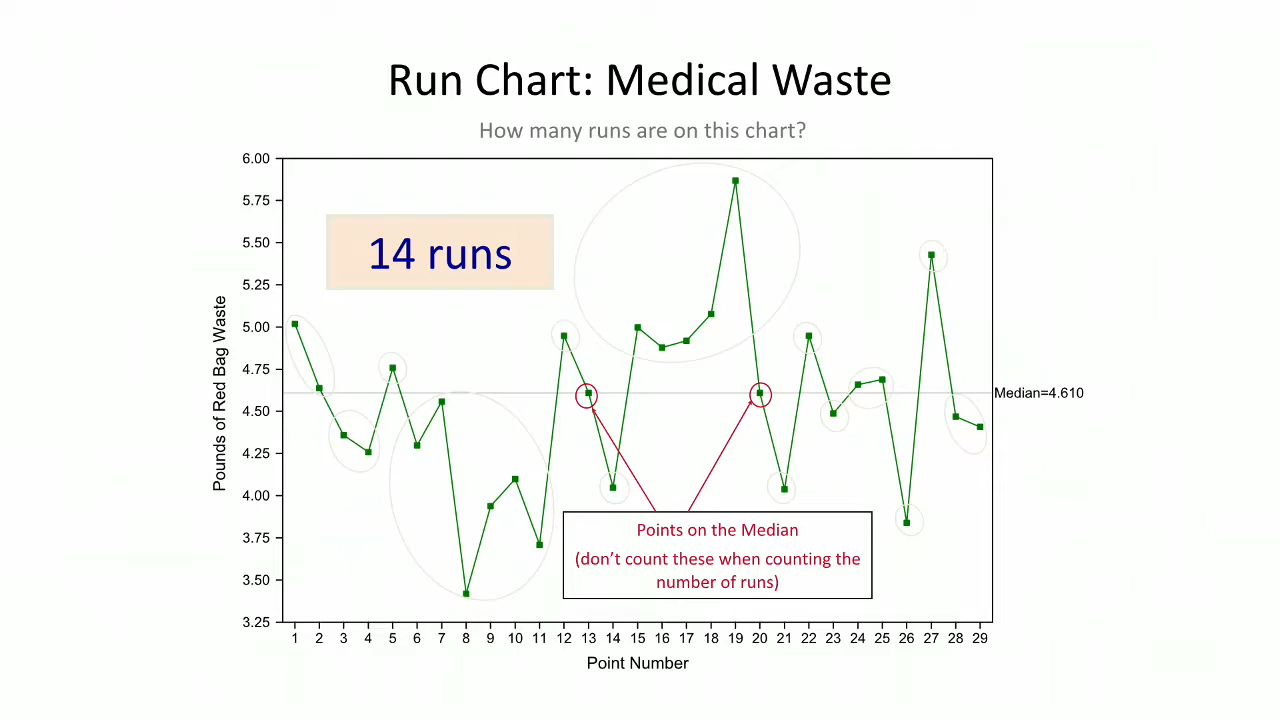 Run Chart: Medical Waste
How many runs are on this chart?
6.00
5.75
5.50
5.25
5.00
4.75
4.50
4.25
4.00
3.75
3.50
3.25
Pounds of Red Bag Waste
14 runs
Median=4.610
Points on the Median
(don’t count these when counting the
number of runs)
1 2 3 4 5 6 7 8 9 10 11 12 13 14 15 16 17 18 19 20 21 22 23 24 25 26 27 28 29
Point Number